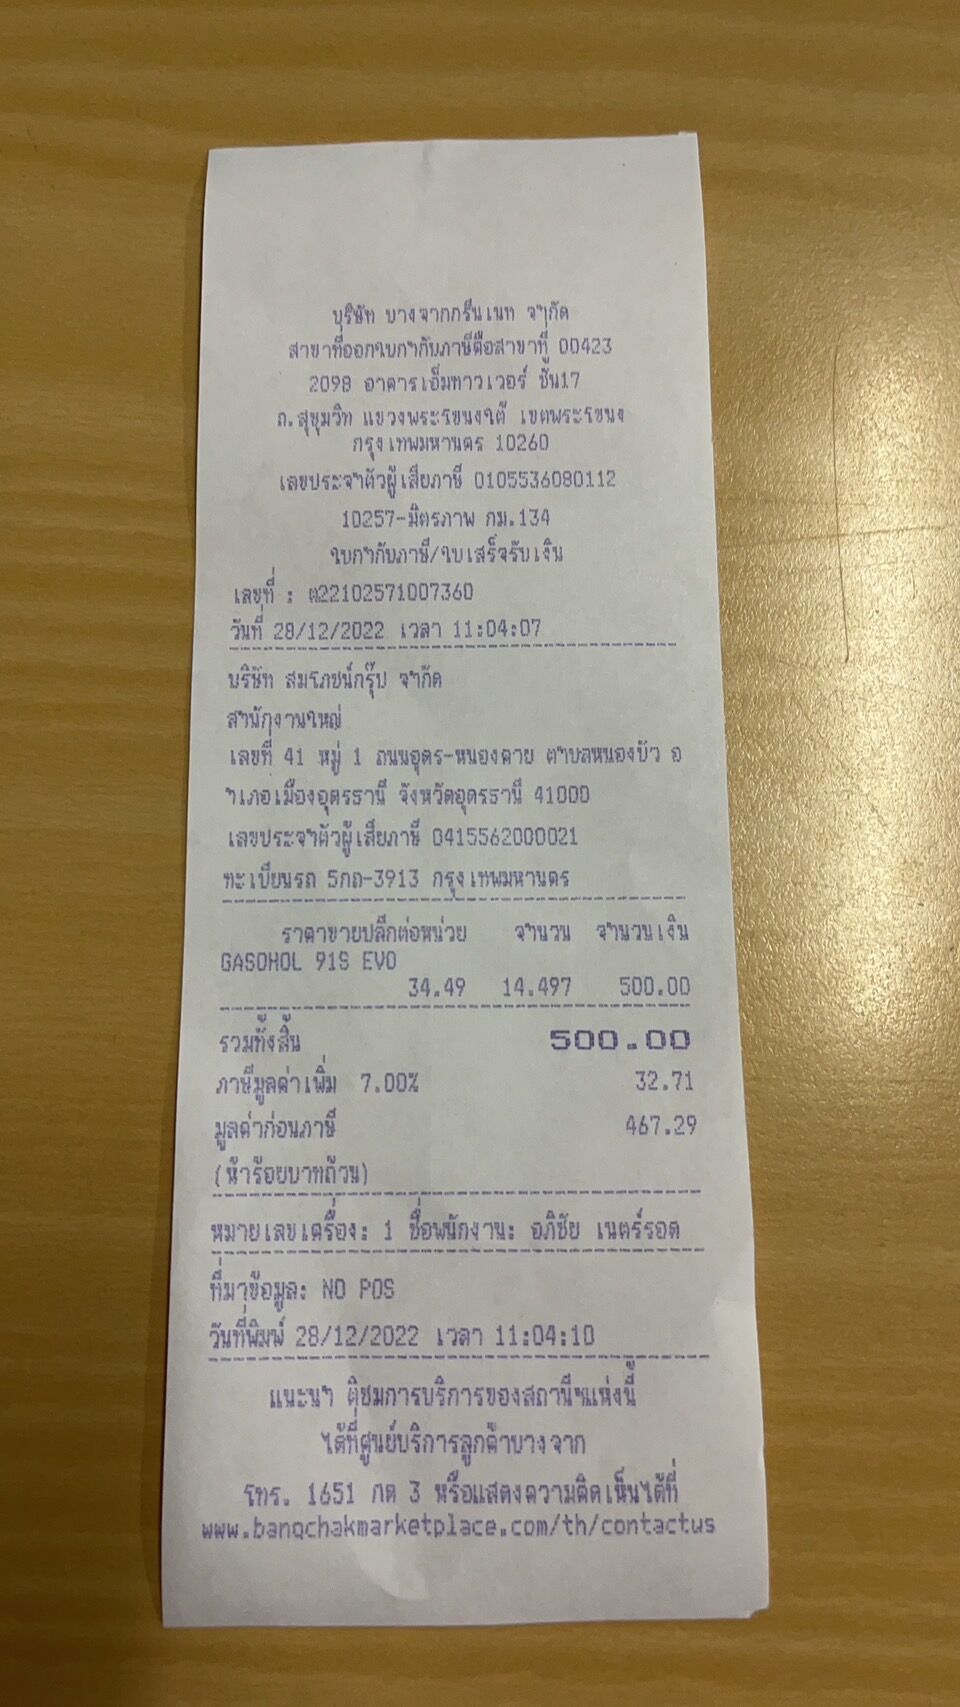 บริษัท บางจากกรีนเนท จำกัด
สาขาที่ออกใบกำกับภาษีคือสาขาที่ 00423
2098 อาคารเอ็มทาวเวอร์ ชั้น17
ถ.สุขุมวิท แขวงพระโขนงใต้ เขตพระโขนง
กรุงเทพมหานคร 10260
เลขประจำตัวผู้เสียภาษี 0105536080112
10257-มิตรภาพ กม.134
ใบกำกับภาษี/ใบเสร็จรับเงิน
เลขที่ : ต22102571007360
วันที่ 28/12/2022 เวลา 11:04:07
บริษัท สมโภชน์กรุ๊ป จำกัด
สำนักงานใหญ่
เลขที่ 41 หมู่ 1 ถนนอุดร-หนองคาย ตำบลหนองบัว อ
ำเภอเมืองอุดรธานี จังหวัดอุดรธานี 41000
เลขประจำตัวผู้เสียภาษี 0415562000021
ทะเบียนรถ 5กถ-3913 กรุงเทพมหานคร
ราคาขายปลีกต่อหน่วย จำนวน จำนวนเงิน
GASOHOL 91S EVO
34.49 14.497 500.00
รวมทั้งสิ้น 500.00
ภาษีมูลค่าเพิ่ม 7.00% 32.71
มูลค่าก่อนภาษี 467.29
(ห้าร้อยบาทถ้วน)
หมายเลขเครื่อง: 1 ชื่อพนักงาน: อภิชัย เนตร์รอด
ที่มาข้อมูล: NO POS
วันที่พิมพ์ 28/12/2022 เวลา 11:04:10
แนะนำ ติชมการบริการของสถานีฯแห่งนี้
ได้ที่ศูนย์บริการลูกค้าบางจาก
โทร. 1651 กด 3 หรือแสดงความคิดเห็นได้ที่
www.bangchakmarketplace.com/th/contactus